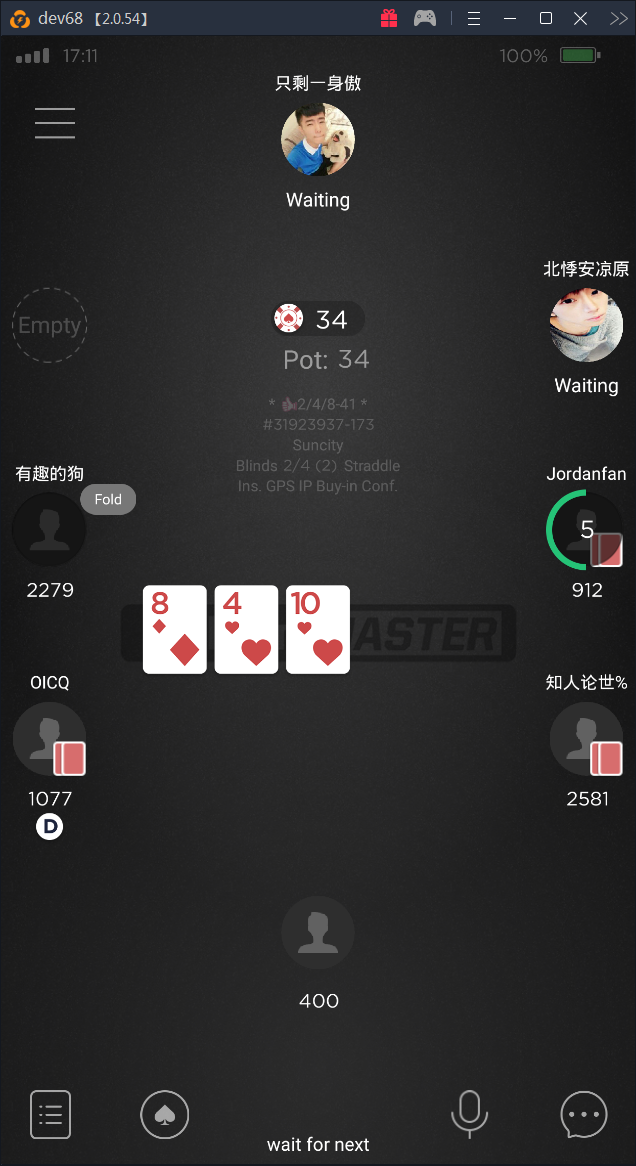 dev68 【2.0.54】
17:11
100%
只剩一身傲
Waiting
北悸安凉原
Empty
34
Pot: 34
Waiting
* 2/4/8-41 *
#31923937-173
Suncity
Blinds 2/4 (2) Straddle
Ins. GPS IP Buy-in Conf.
有趣的狗
Fold
Jordanfan
5
2279
912
8
4
10
MASTER
OICQ
知人论世%
1077
2581
D
400
wait for next